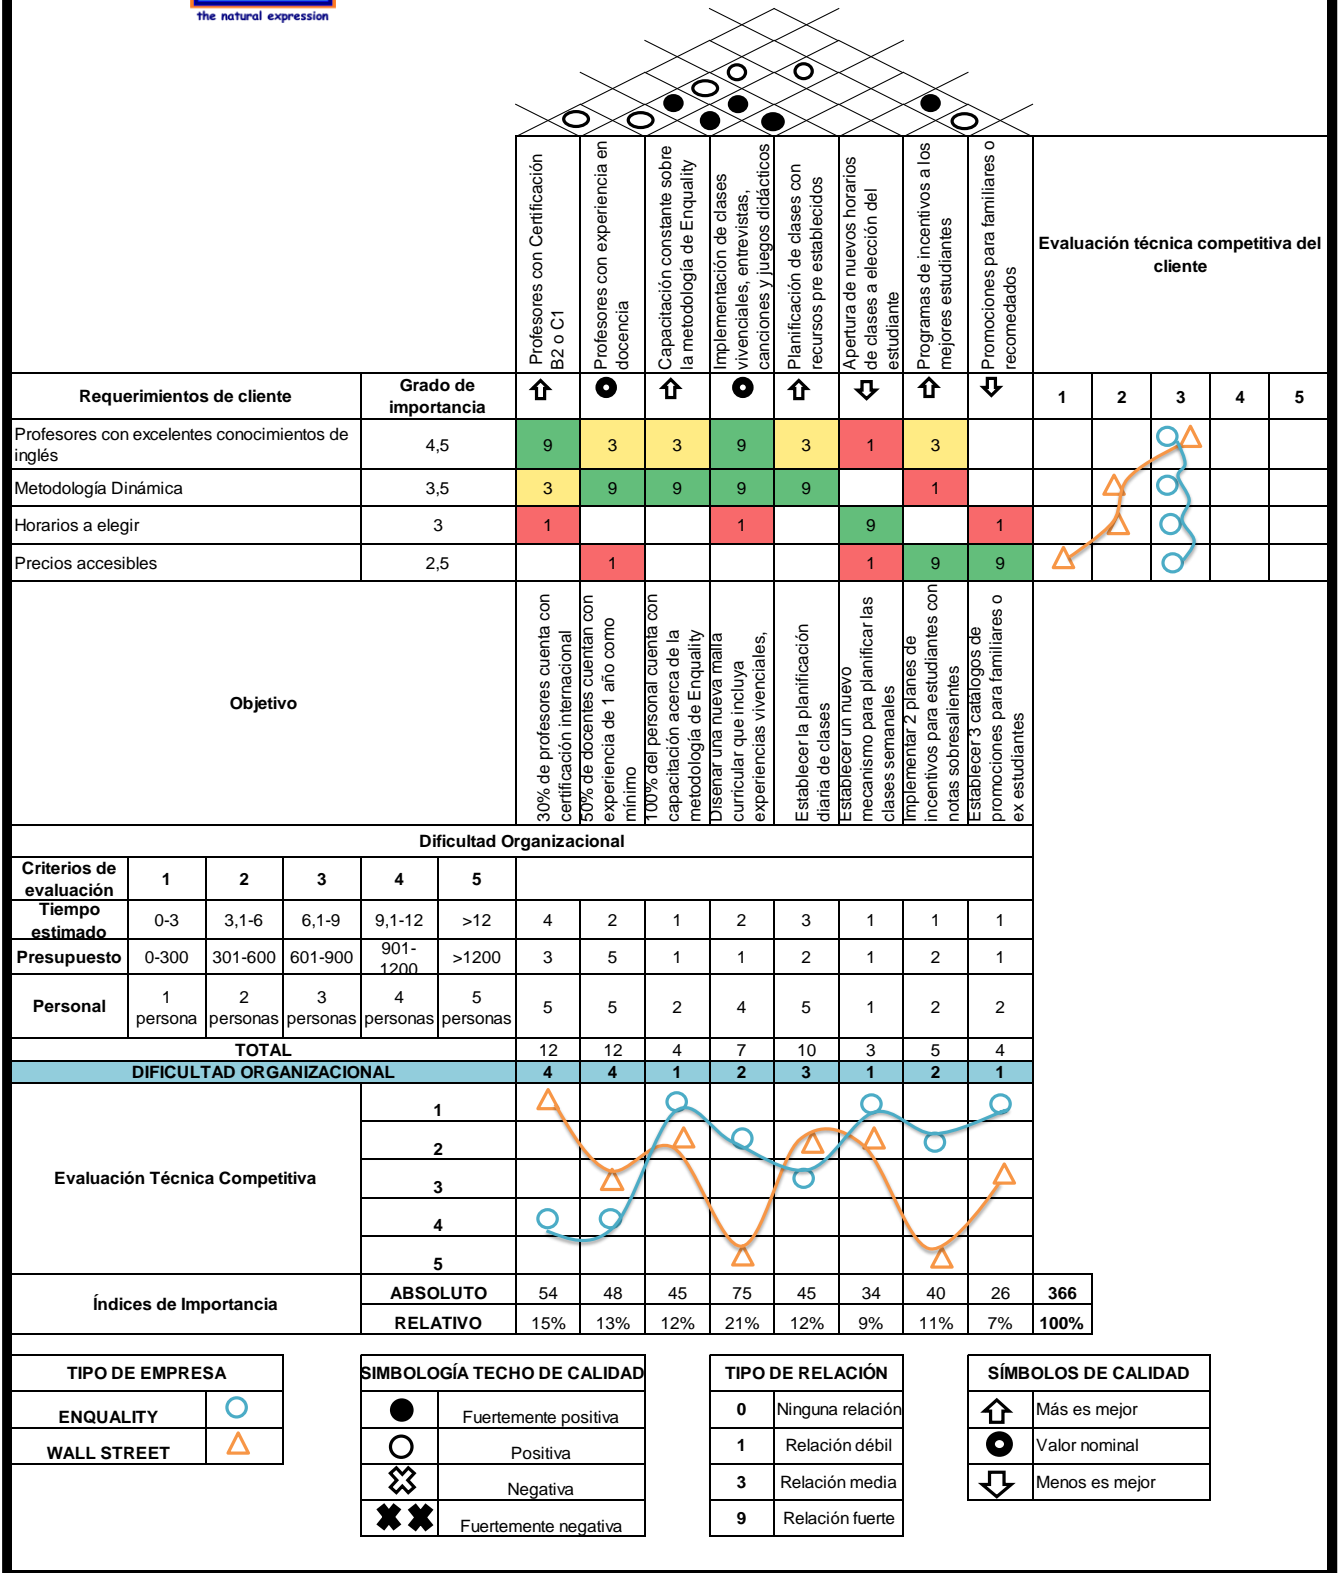 the natural expression
Profesores con Certificación
B2 o C1
Profesores con experiencia en
docencia
Capacitación constante sobre
la metodología de Enquality
Implementación de clases
vivenciales, entrevistas,
canciones y juegos didácticos
Planificación de clases con
recursos pre establecidos
Apertura de nuevos horarios
de clases a elección del
estudiante
Programas de incentivos a los
mejores estudiantes
Promociones para familiares o
recomedados
Evaluación técnica competitiva del
cliente
Requerimientos de cliente
Grado de
importancia
1 2 3 4 5
Profesores con excelentes conocimientos de
inglés
4,5 9 3 3 9 3 1 3
Metodología Dinámica 3,5 3 9 9 9 9 1
Horarios a elegir 3 1 1 9 1
Precios accesibles 2,5 1 1 9 9
Objetivo
30% de profesores cuenta con
certificación internacional
50% de docentes cuentan con
experiencia de 1 año como
mínimo
100% del personal cuenta con
capacitación acerca de la
metodología de Enquality
Disenar una nueva malla
curricular que incluya
experiencias vivenciales,
Establecer la planificación
diaria de clases
Establecer un nuevo
mecanismo para planificar las
clases semanales
Implementar 2 planes de
incentivos para estudiantes con
notas sobresalientes
Establecer 3 catálogos de
promociones para familiares o
ex estudiantes
Dificultad Organizacional
Criterios de
evaluación
1 2 3 4 5
Tiempo
estimado
0-3 3,1-6 6,1-9 9,1-12 >12 4 2 1 2 3 1 1 1
Presupuesto 0-300 301-600 601-900 901-
1200
>1200 3 5 1 1 2 1 2 1
Personal
1
persona
2
personas
3
personas
4
personas
5
personas
5 5 2 4 5 1 2 2
TOTAL 12 12 4 7 10 3 5 4
DIFICULTAD ORGANIZACIONAL 4 4 1 2 3 1 2 1
Evaluación Técnica Competitiva
1
2
3
4
5
Índices de Importancia
ABSOLUTO 54 48 45 75 45 34 40 26 366
RELATIVO 15% 13% 12% 21% 12% 9% 11% 7% 100%
TIPO DE EMPRESA
ENQUALITY
WALL STREET
SIMBOLOGÍA TECHO DE CALIDAD
Fuertemente positiva
Positiva
Negativa
Fuertemente negativa
TIPO DE RELACIÓN
0 Ninguna relación
1 Relación débil
3 Relación media
9 Relación fuerte
SÍMBOLOS DE CALIDAD
Más es mejor
Valor nominal
Menos es mejor